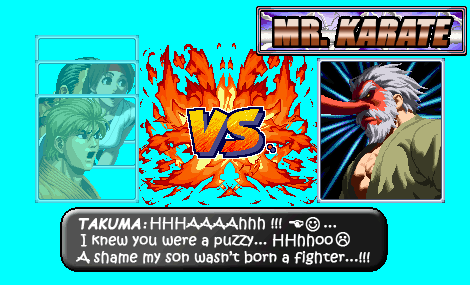 MR. KARATE
VS
TAKUMA: HHHAAAAhhh !!! ☜☺...
I knew you were a puzzy... HHhhoo☹
A shame my son wasn't born a fighter...!!!